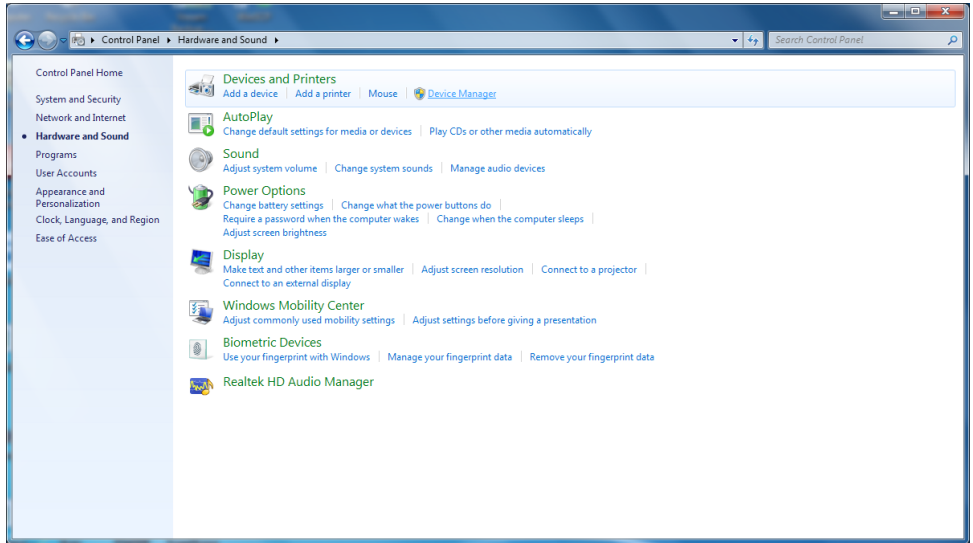 Control Panel Hardware and Sound
Search Control Panel
Control Panel Home
System and Security
Network and Internet
Hardware and Sound
Programs
User Accounts
Appearance and
Personalization
Clock, Language, and Region
Ease of Access
Devices and Printers
Add a device Add a printer Mouse Device Manager
AutoPlay
Change default settings for media or devices Play CDs or other media automatically
Sound
Adjust system volume Change system sounds Manage audio devices
Power Options
Change battery settings Change what the power buttons do
Require a password when the computer wakes Change when the computer sleeps
Adjust screen brightness
Display
Make text and other items larger or smaller Adjust screen resolution Connect to a projector
Connect to an external display
Windows Mobility Center
Adjust commonly used mobility settings Adjust settings before giving a presentation
Biometric Devices
Use your fingerprint with Windows Manage your fingerprint data Remove your fingerprint data
Realtek HD Audio Manager